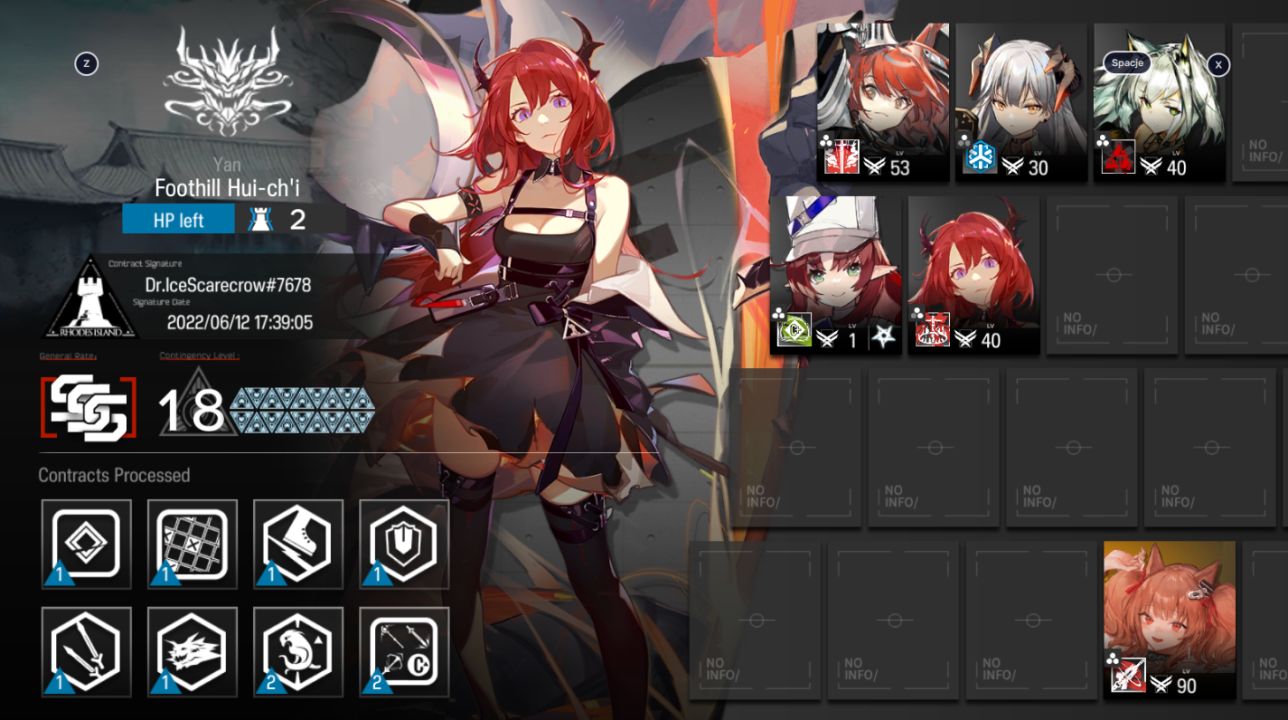 Z
Yan
Foothill Hui-ch'i
HP left 2
Contract Signature
Dr.IceScarecrow#7678
Signature Date
2022/06/12 17:39:05
RHODES ISLAND
General Rate:
Contingency Level:
SSS
18
Contracts Processed
1
1
1
1
1
1
2
C
2
LV
53
LV
30
Spacje
X
LV
40
NO
INFO/
LV
1
LV
40
NO
INFO/
NO
INFO/
NO
INFO/
NO
INFO/
NO
INFO/
NO
INFO/
NO
INFO/
NO
INFO/
NO
INFO/
LV
90
NO
INFO/